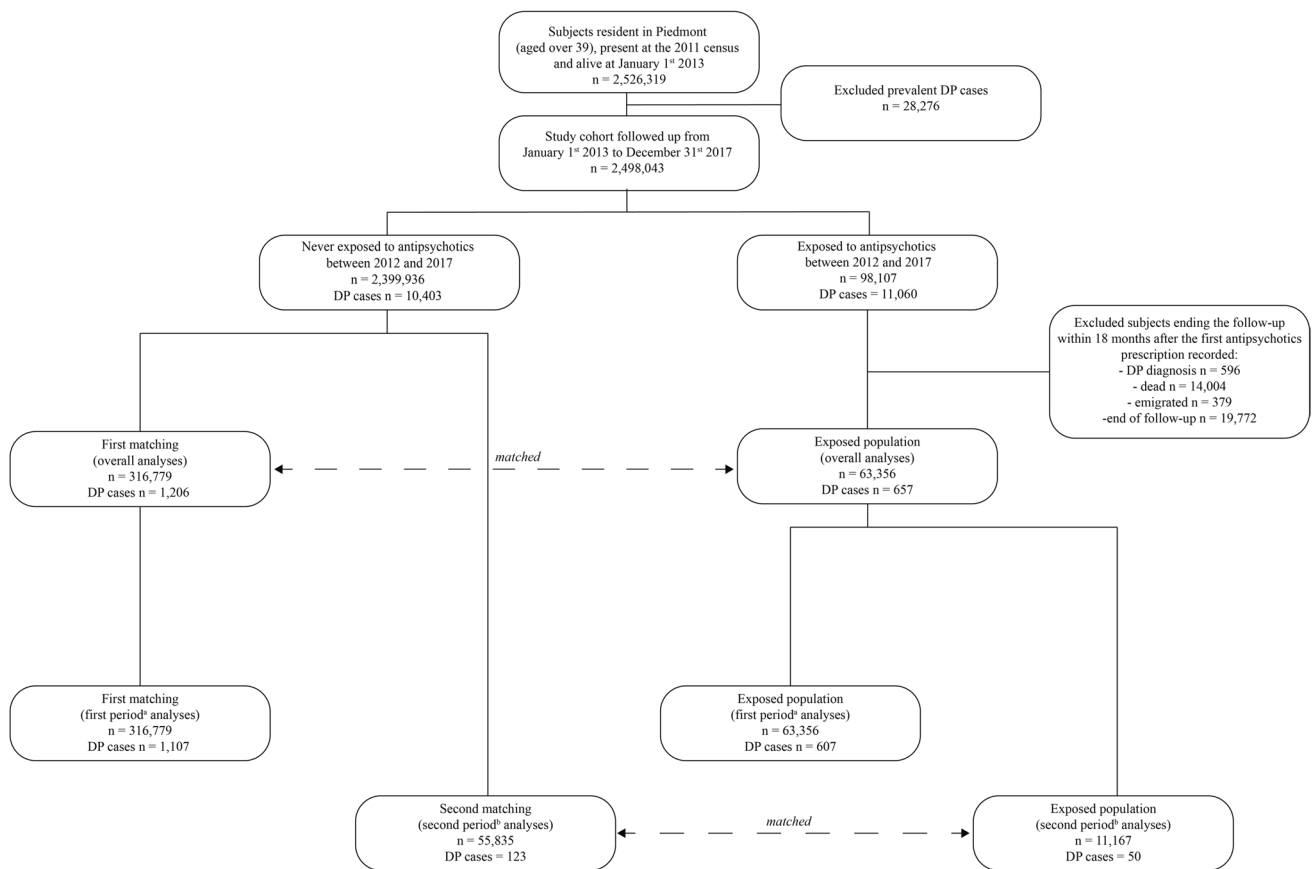 Subjects resident in Piedmont
(aged over 39), present at the 2011 census
and alive at January 1st 2013
n = 2,526,319
Excluded prevalent DP cases
n = 28,276
Study cohort followed up from
January 1st 2013 to December 31st 2017
n = 2,498,043
Never exposed to antipsychotics
between 2012 and 2017
n = 2,399,936
DP cases n = 10,403
Exposed to antipsychotics
between 2012 and 2017
n = 98,107
DP cases = 11,060
Excluded subjects ending the follow-up
within 18 months after the first antipsychotics
prescription recorded:
- DP diagnosis n = 596
- dead n = 14,004
- emigrated n = 379
-end of follow-up n = 19,772
First matching
(overall analyses)
n = 316,779
DP cases n = 1,206
matched
Exposed population
(overall analyses)
n = 63,356
DP cases n = 657
First matching
(first periodᵃ analyses)
n = 316,779
DP cases n = 1,107
Exposed population
(first periodᵃ analyses)
n = 63,356
DP cases n = 607
Second matching
(second periodᵇ analyses)
n = 55,835
DP cases = 123
matched
Exposed population
(second periodᵇ analyses)
n = 11,167
DP cases = 50